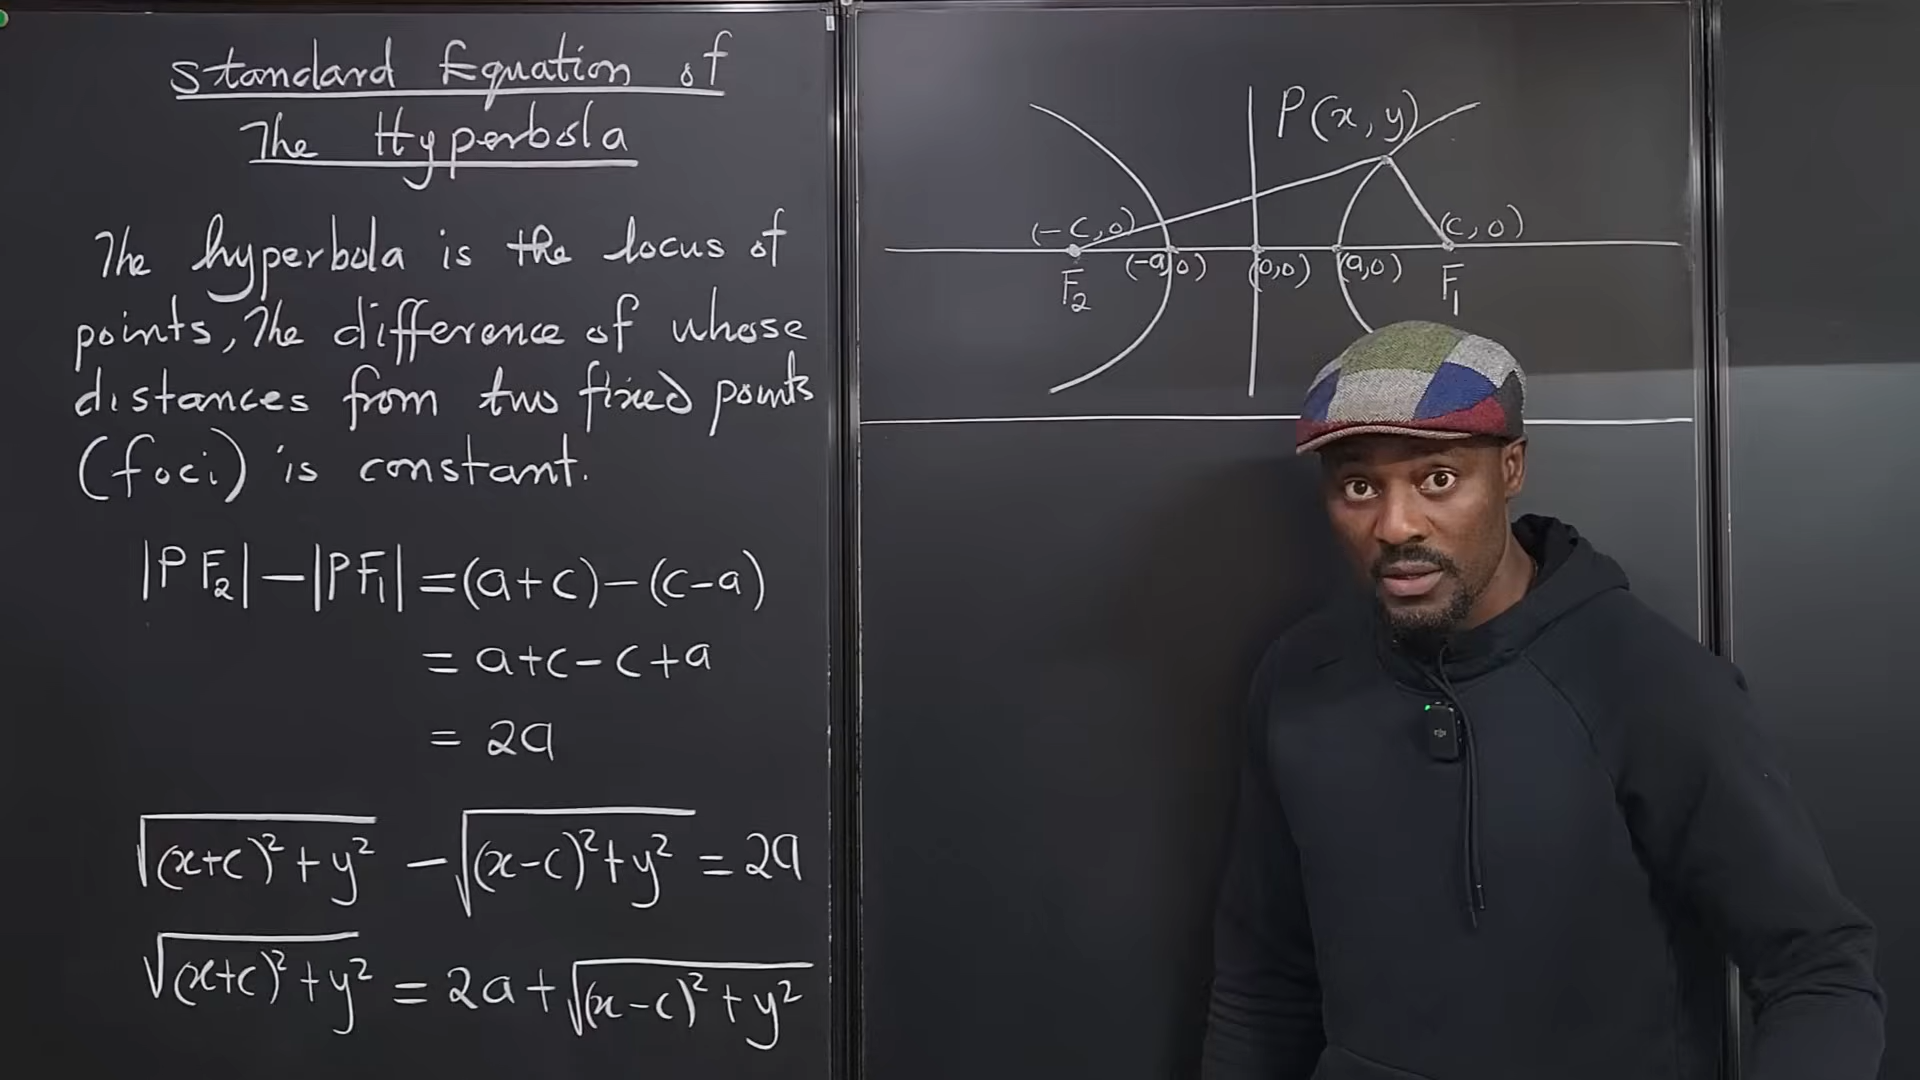 Standard Equation of
The Hyperbola
The hyperbola is the locus of
points, The difference of whose
distances from two fixed points
(foci) is constant.
|PF₂| – |PF₁| = (a+c) – (c–a)
= a+c–c+a
= 2a
√((x+c)²+y²) – √((x–c)²+y²) = 2a
√((x+c)²+y²) = 2a + √((x–c)²+y²)
P(x,y)
(-c,0) (c,0)
(-a,0) (0,0) (a,0)
F₂ F₁